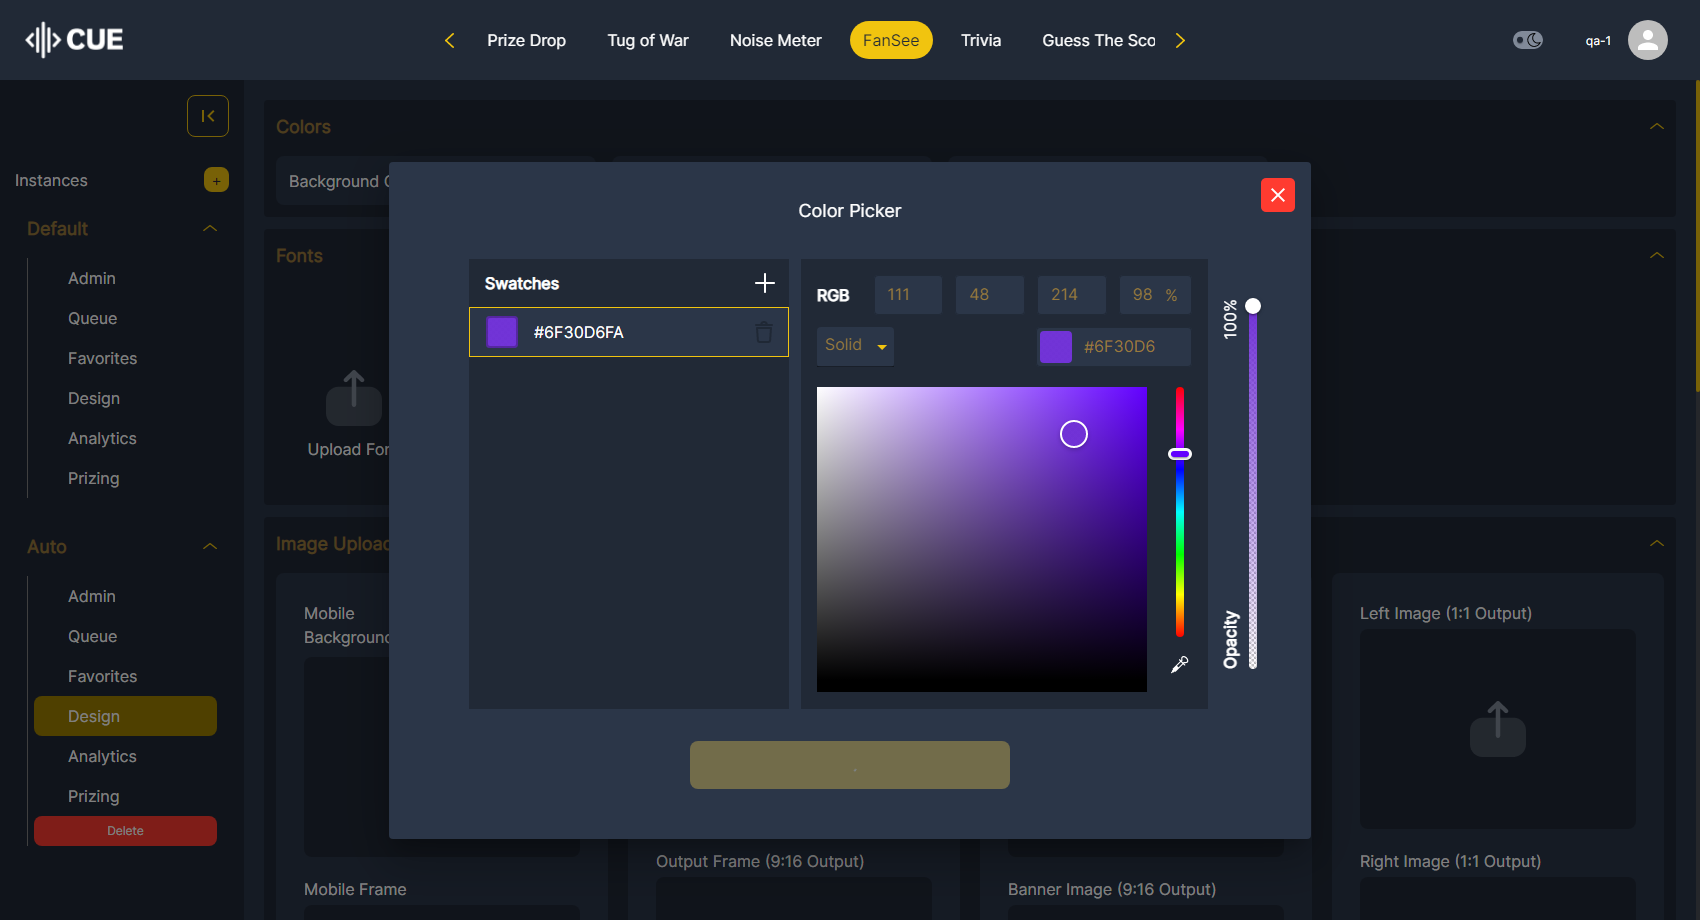 CUE
Prize Drop
Tug of War
Noise Meter
FanSee
Trivia
Guess The Sco
qa-1
Instances
+
Default
Admin
Queue
Favorites
Design
Analytics
Prizing
Auto
Admin
Queue
Favorites
Design
Analytics
Prizing
Delete
Colors
Background
Fonts
Upload
Image Upload
Mobile
Background
Mobile Frame
Output Frame (9:16 Output)
Banner Image (9:16 Output)
Left Image (1:1 Output)
Right Image (1:1 Output)
Color Picker
Swatches
#6F30D6FA
RGB
111
48
214
98 %
Solid
#6F30D6
100%
Opacity